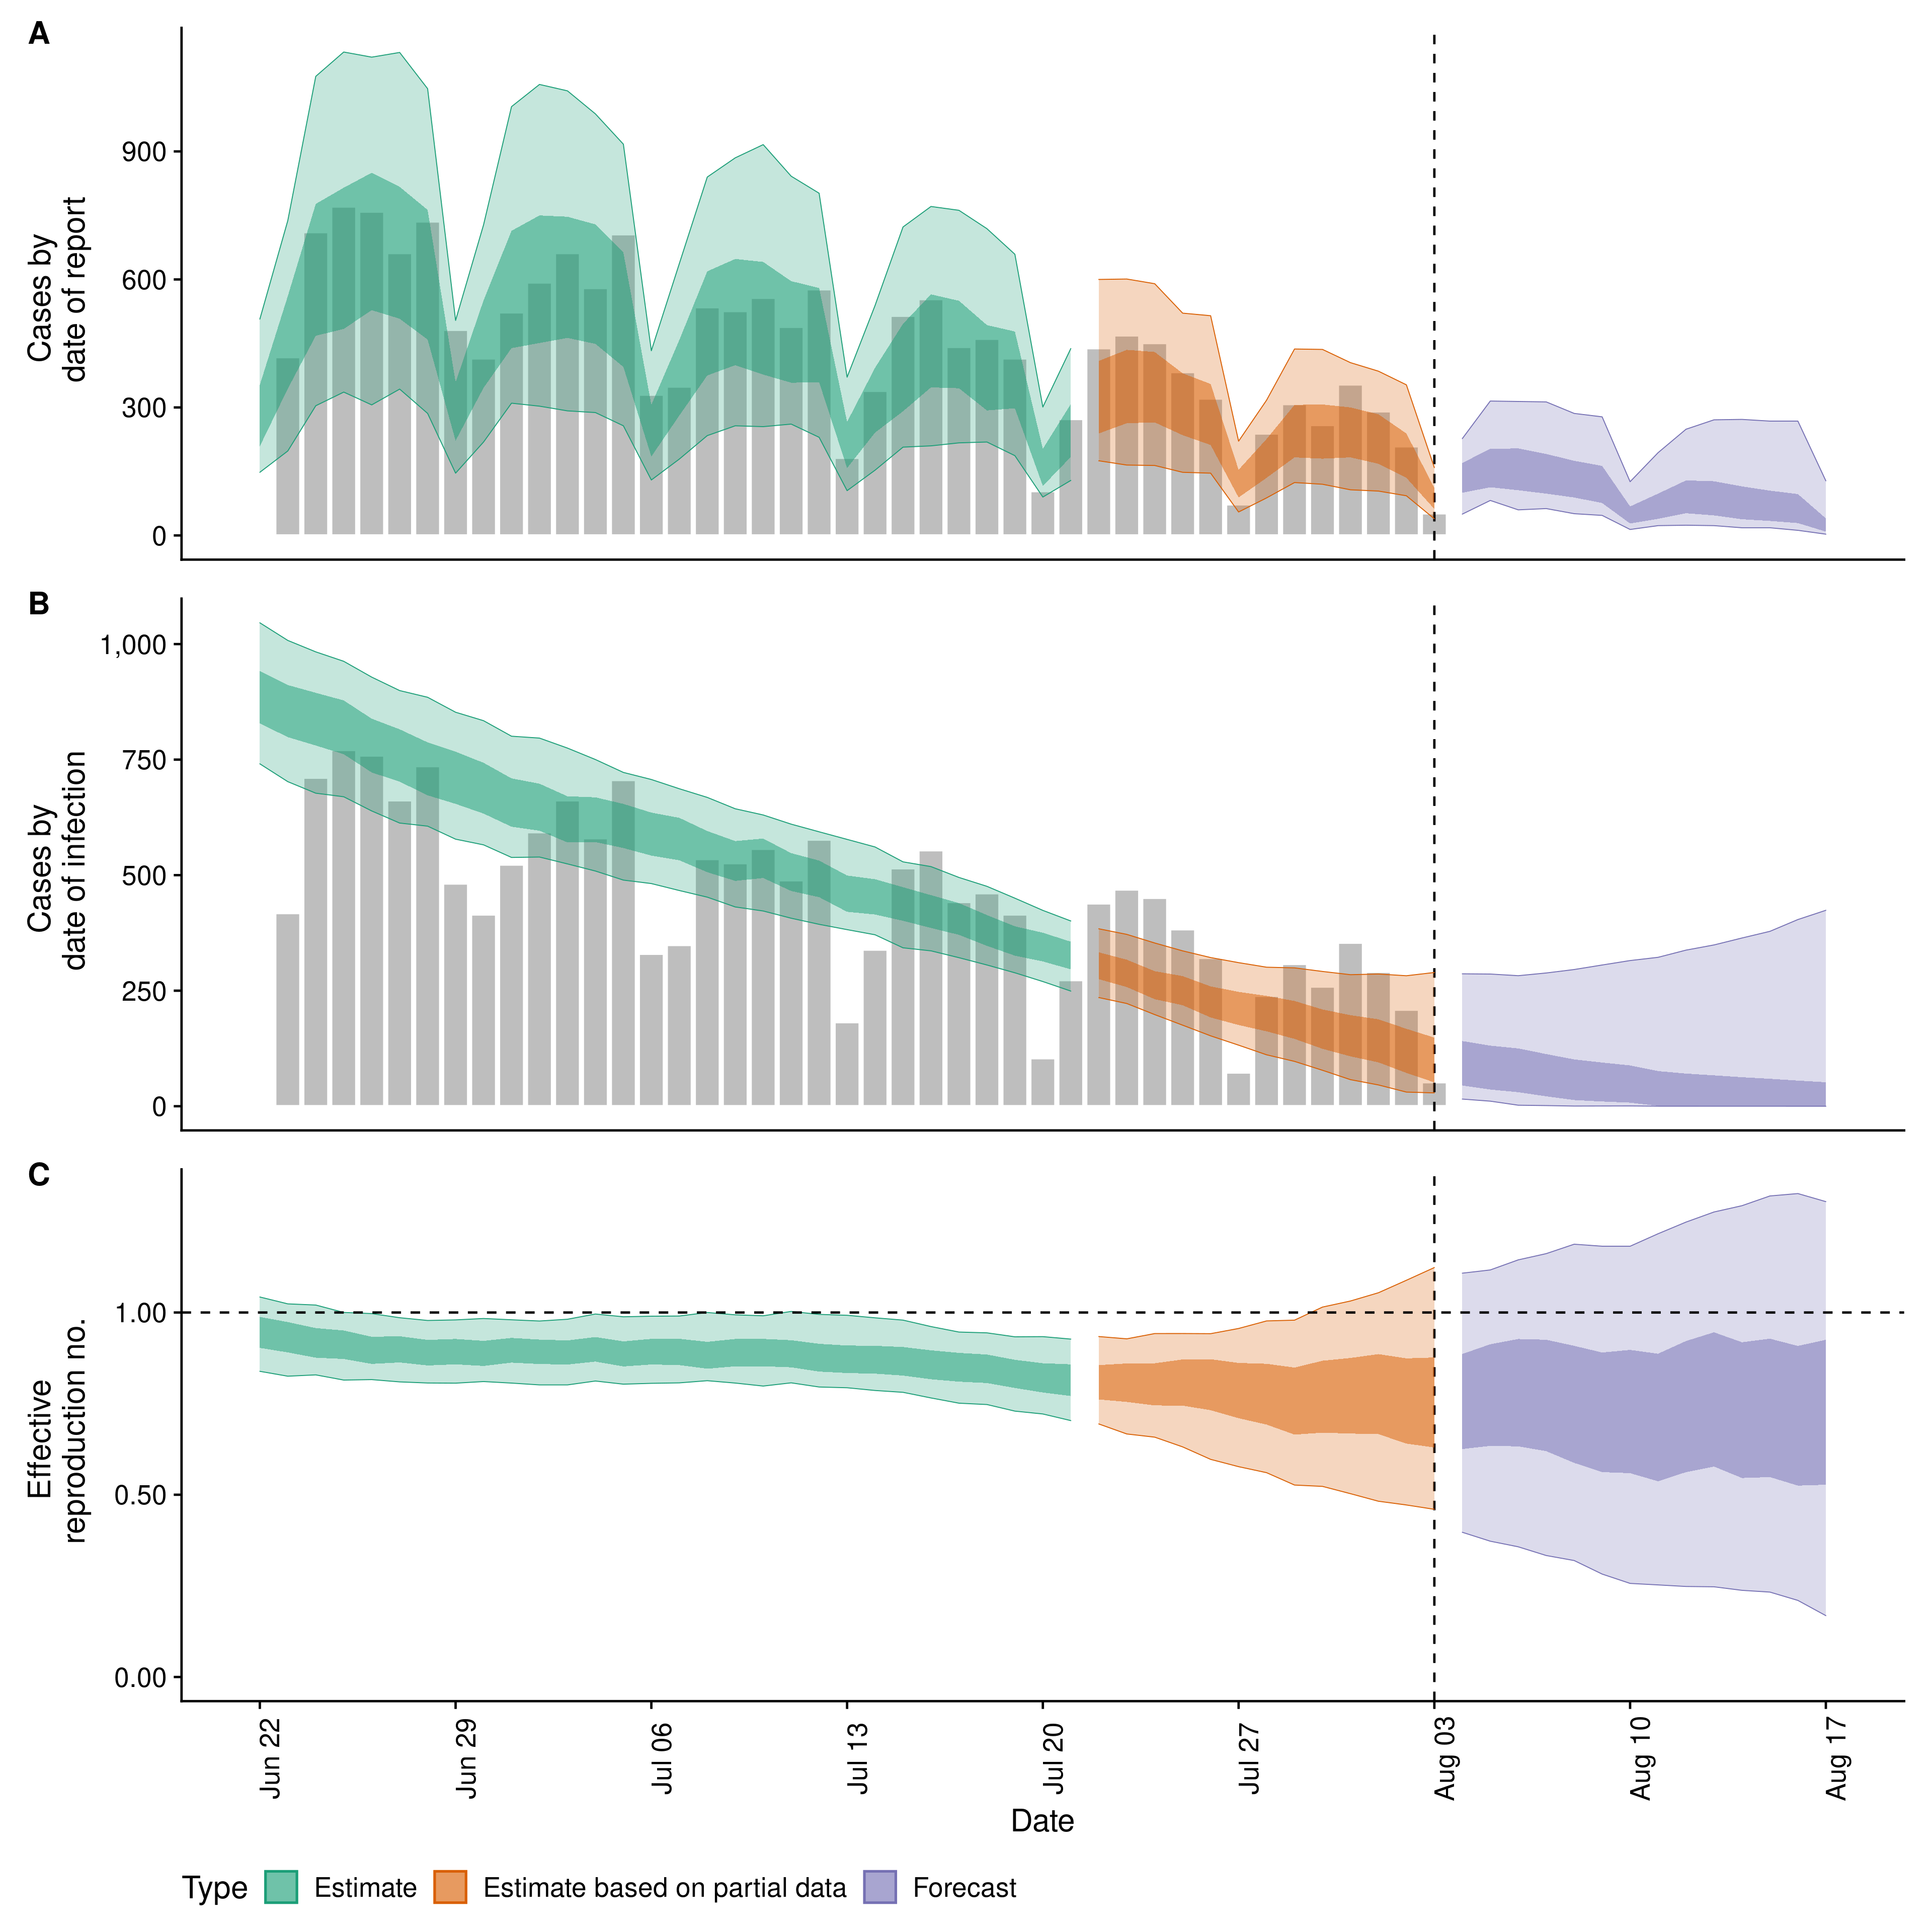 A
Cases by
date of report
900
600
300
0
B
Cases by
date of infection
1,000
750
500
250
0
C
Effective
reproduction no.
1.00
0.50
0.00
Jun 22
Jun 29
Jul 06
Jul 13
Jul 20
Jul 27
Aug 03
Aug 10
Aug 17
Date
Type Estimate Estimate based on partial data Forecast